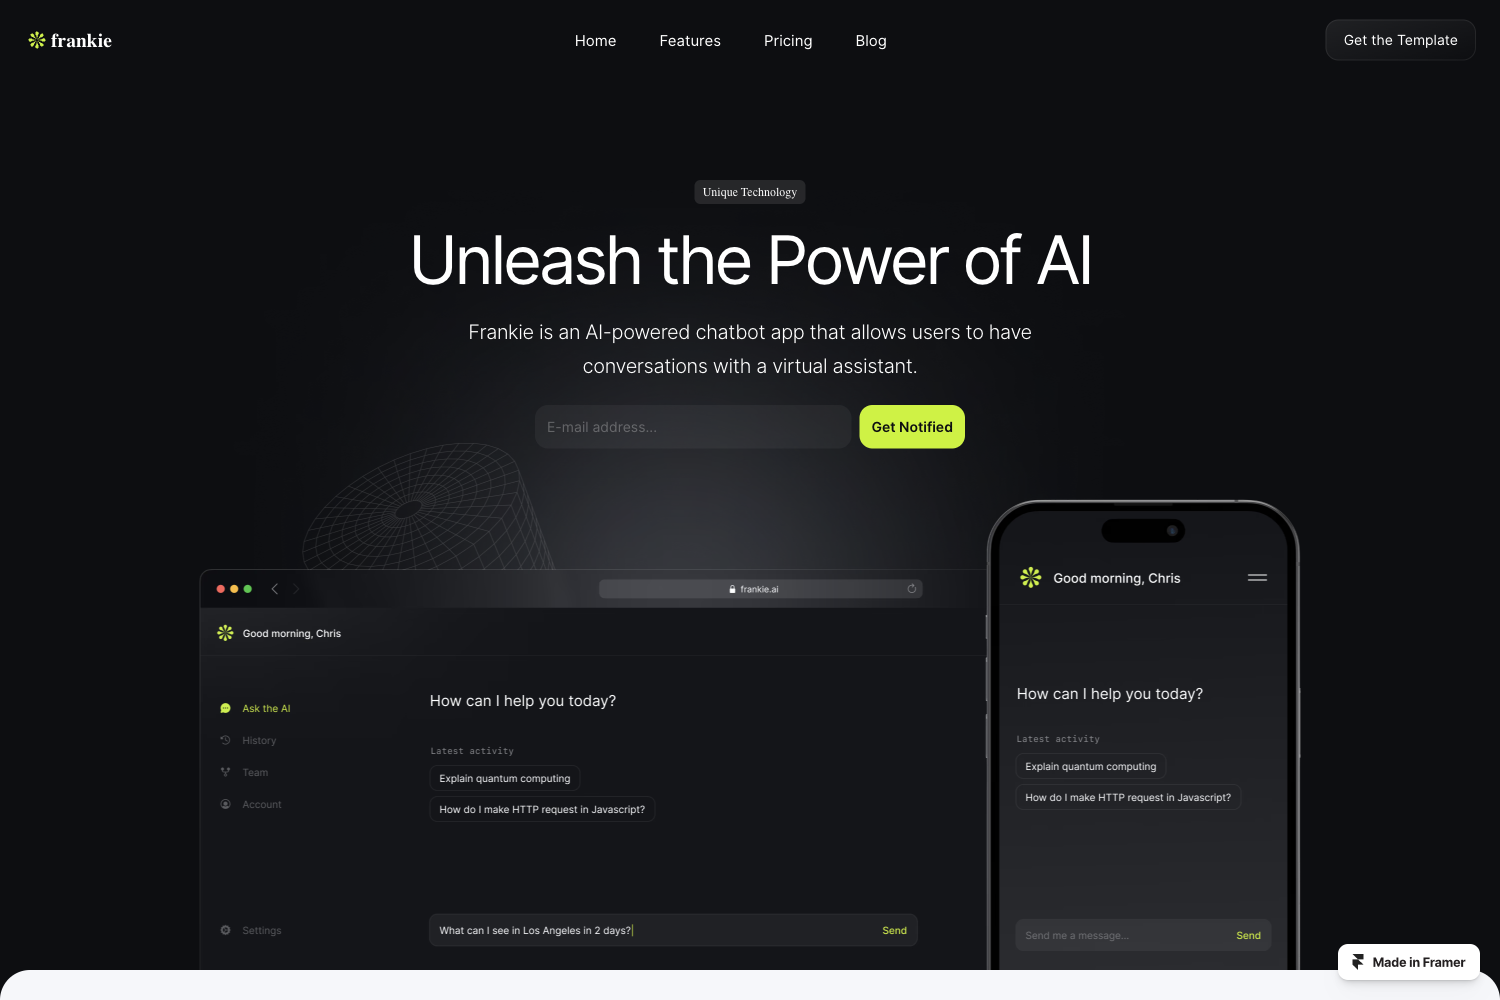 frankie
Home
Features
Pricing
Blog
Get the Template
Unique Technology
Unleash the Power of AI
Frankie is an AI-powered chatbot app that allows users to have
conversations with a virtual assistant.
E-mail address...
Get Notified
frankie.ai
Good morning, Chris
Ask the AI
History
Team
Account
Settings
How can I help you today?
Latest activity
Explain quantum computing
How do I make HTTP request in Javascript?
What can I see in Los Angeles in 2 days?
Send
Good morning, Chris
How can I help you today?
Latest activity
Explain quantum computing
How do I make HTTP request in Javascript?
Send me a message...
Send
Made in Framer